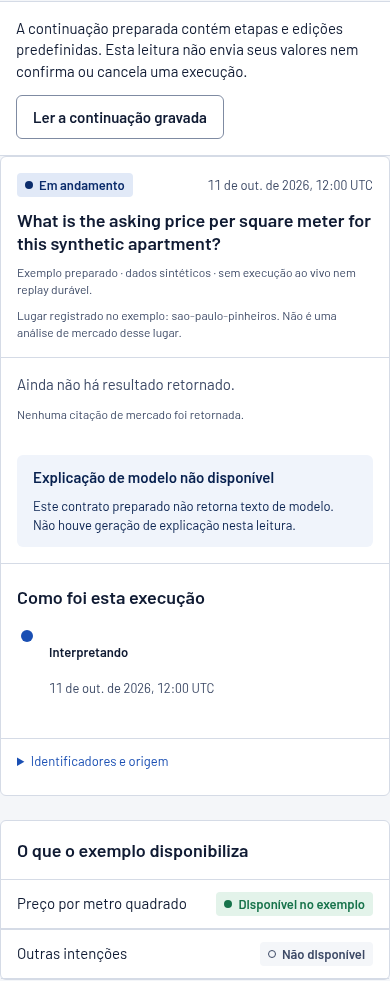 A continuação preparada contém etapas e edições
predefinidas. Esta leitura não envia seus valores nem
confirma ou cancela uma execução.
Ler a continuação gravada
Em andamento
11 de out. de 2026, 12:00 UTC
What is the asking price per square meter for
this synthetic apartment?
Exemplo preparado · dados sintéticos · sem execução ao vivo nem
replay durável.
Lugar registrado no exemplo: sao-paulo-pinheiros. Não é uma
análise de mercado desse lugar.
Ainda não há resultado retornado.
Nenhuma citação de mercado foi retornada.
Explicação de modelo não disponível
Este contrato preparado não retorna texto de modelo.
Não houve geração de explicação nesta leitura.
Como foi esta execução
Interpretando
11 de out. de 2026, 12:00 UTC
Identificadores e origem
O que o exemplo disponibiliza
Preço por metro quadrado
Disponível no exemplo
Outras intenções
Não disponível